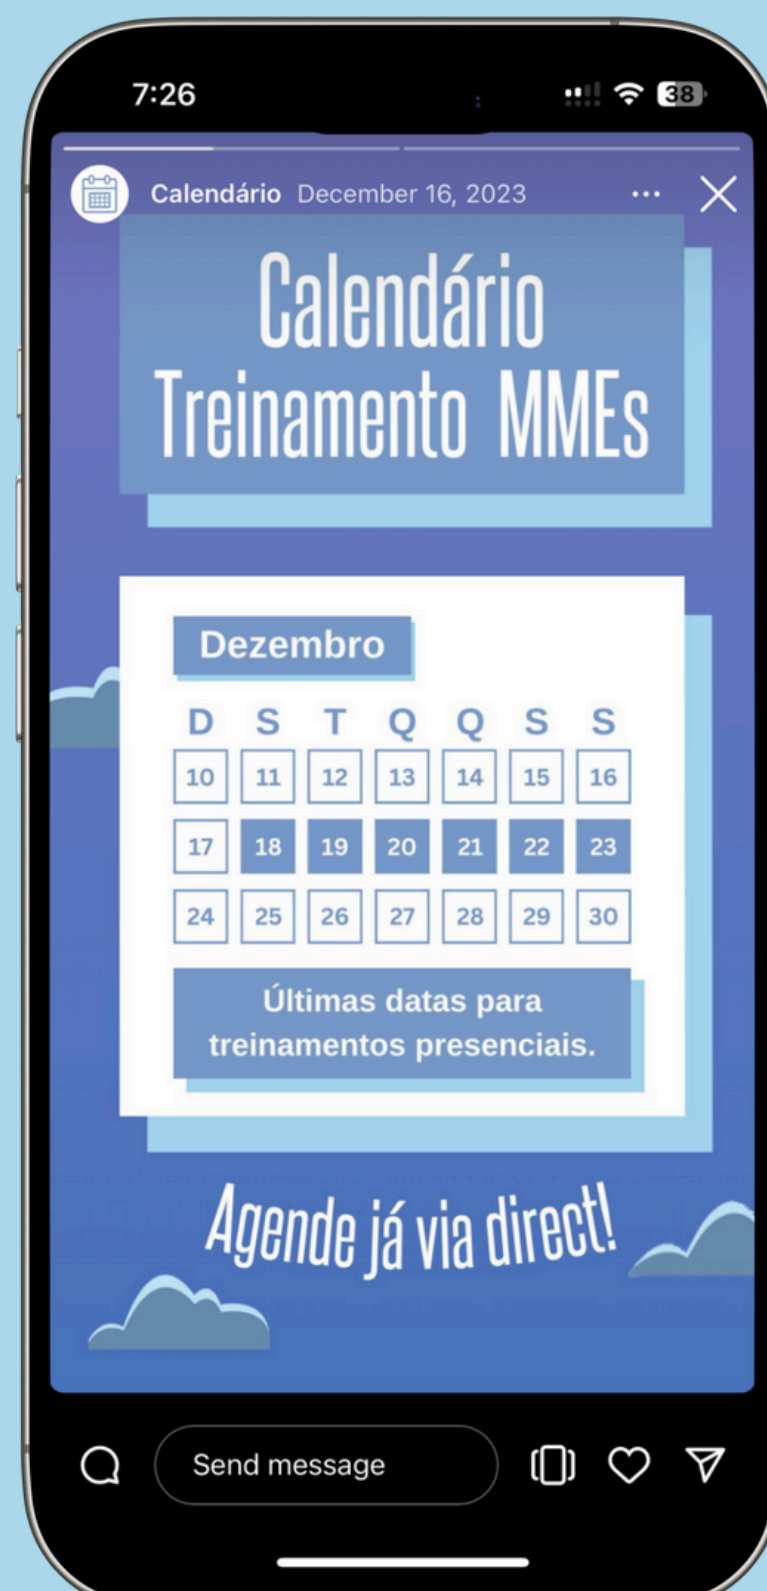 7:26
38
Calendário December 16, 2023
Calendário
Treinamento MMEs
Dezembro
D S T Q Q S S
10 11 12 13 14 15 16
17 18 19 20 21 22 23
24 25 26 27 28 29 30
Últimas datas para
treinamentos presenciais.
Agende já via direct!
Send message